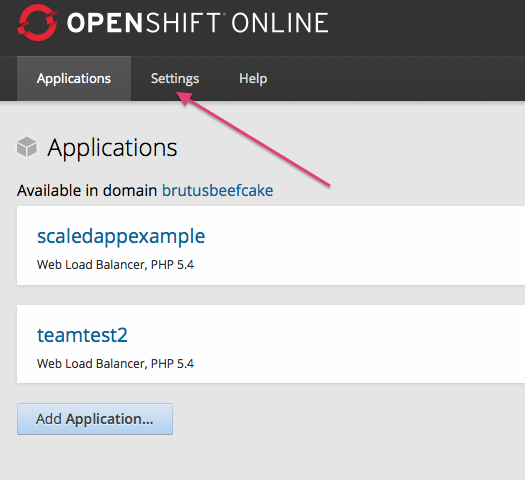 OPENSHIFT ONLINE
Applications Settings Help
Applications
Available in domain brutusbeefcake
scaledappexample
Web Load Balancer, PHP 5.4
teamtest2
Web Load Balancer, PHP 5.4
Add Application...